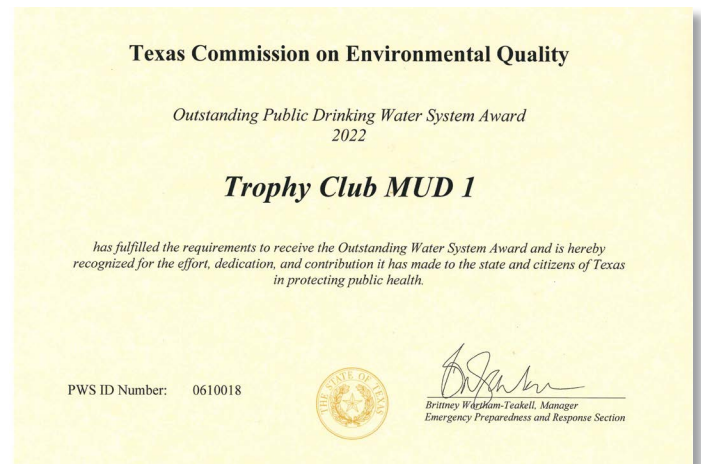 Texas Commission on Environmental Quality
Outstanding Public Drinking Water System Award
2022
Trophy Club MUD 1
has fulfilled the requirements to receive the Outstanding Water System Award and is hereby
recognized for the effort, dedication, and contribution it has made to the state and citizens of Texas
in protecting public health.
PWS ID Number: 0610018
THE STATE OF TEXAS
Brittney Wortham-Teakell, Manager
Emergency Preparedness and Response Section